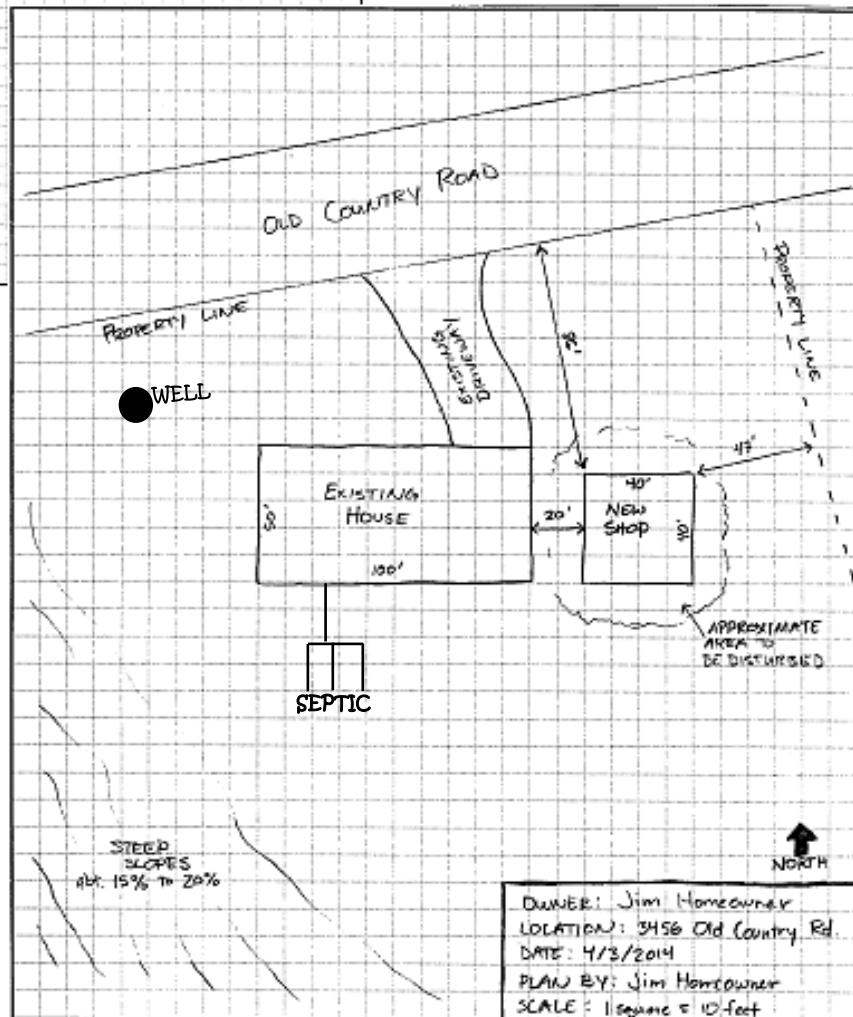 OLD COUNTRY ROAD
PROPERTY LINE
PROPERTY LINE
EXISTING
DRIVEWAY
WELL
47'
EXISTING
HOUSE
50'
100'
20'
40'
NEW
SHOP
40'
APPROXIMATE
AREA TO
BE DISTURBED
SEPTIC
STEEP
SLOPES
abt. 15% TO 20%
NORTH
OWNER: Jim Homeowner
LOCATION: 3456 Old Country Rd.
DATE: 4/3/2014
PLAN BY: Jim Homeowner
SCALE: 1 square = 10 feet